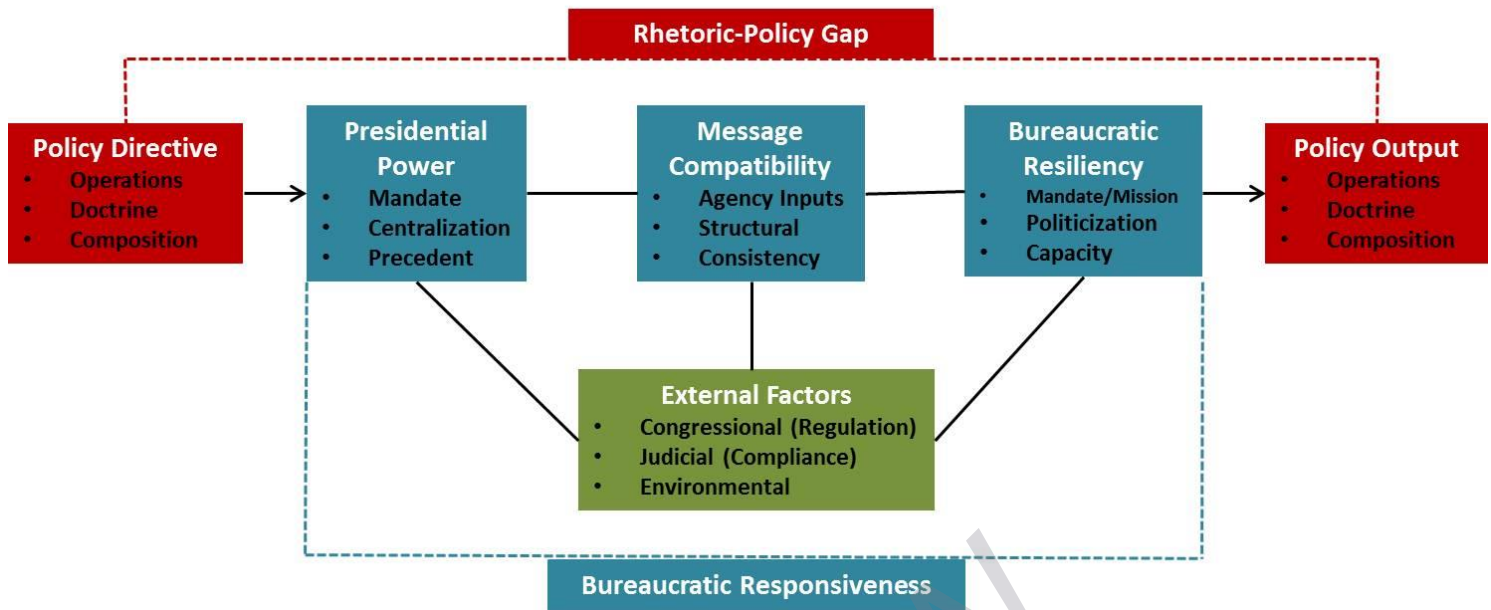 Rhetoric-Policy Gap
Policy Directive
• Operations
• Doctrine
• Composition
Presidential
Power
• Mandate
• Centralization
• Precedent
Message
Compatibility
• Agency Inputs
• Structural
• Consistency
Bureaucratic
Resiliency
• Mandate/Mission
• Politicization
• Capacity
Policy Output
• Operations
• Doctrine
• Composition
External Factors
• Congressional (Regulation)
• Judicial (Compliance)
• Environmental
Bureaucratic Responsiveness